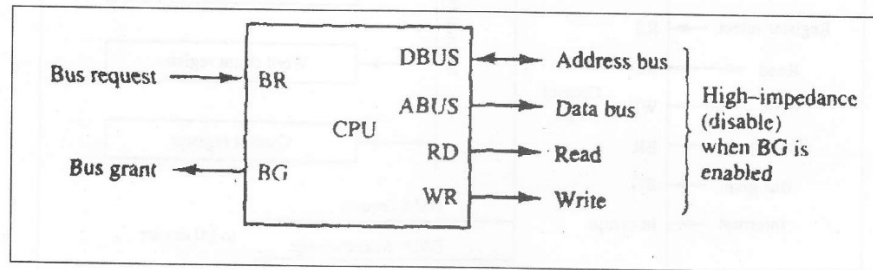 DBUS Address bus
Bus request BR
ABUS Data bus
High–impedance
(disable)
when BG is
enabled
CPU
RD Read
Bus grant BG
WR Write